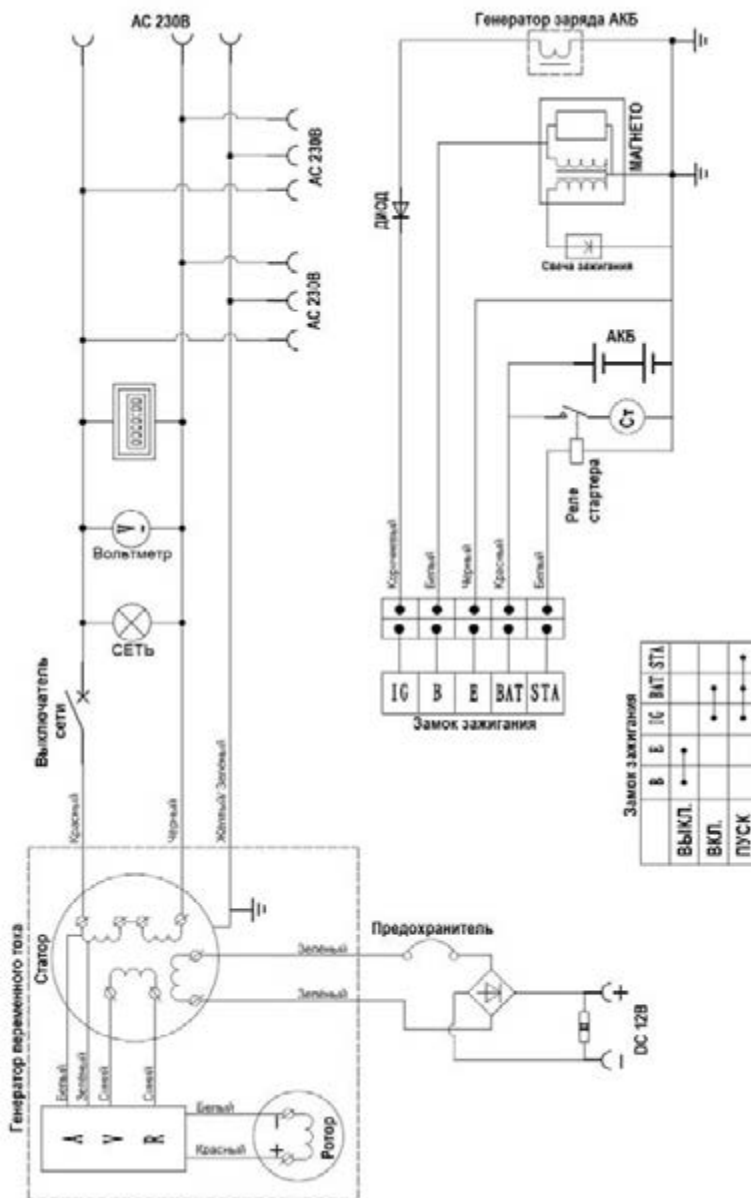 AC 230В
AC 230В
AC 230В
Вольтметр
СЕТЬ
Выключатель
сети
Красный
Чёрный
Жёлтый/ Зелёный
Генератор переменного тока
Статор
Белый
Зелёный
Синий
Синий
A V R
Белый
Красный
−
+
Ротор
Зелёный
Зелёный
Предохранитель
+
−
DC 12В
Генератор заряда АКБ
МАГНЕТО
ДИОД
Свеча зажигания
АКБ
Ст
Реле
стартера
Коричневый
Белый
Чёрный
Красный
Белый
IG B E BAT STA
Замок зажигания
Замок зажигания
B E IG BAT STA
ВЫКЛ.
ВКЛ.
ПУСК